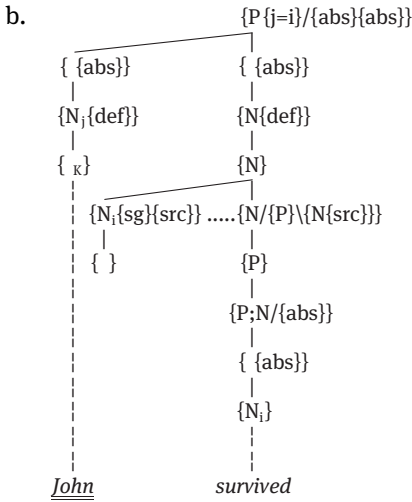 b. {P{j=i}/{abs}{abs}}
{ {abs}} { {abs}}
{Nj{def}} {N{def}}
{ K} {N}
{Ni{sg}{src}} .....{N/{P}\{N{src}}}
{ } {P}
{P;N/{abs}}
{ {abs}}
{Ni}
John survived